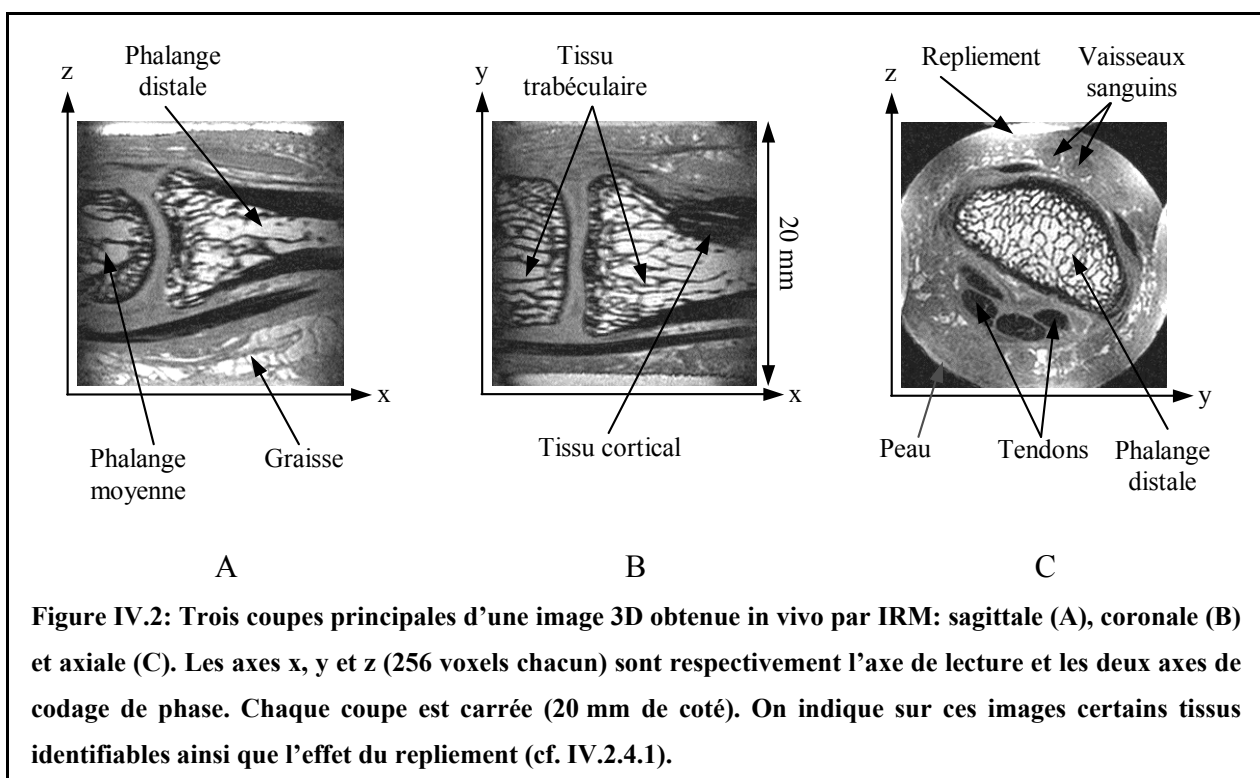 z
Phalange
distale
x
Phalange
moyenne
Graisse
A
y
Tissu
trabéculaire
20 mm
x
Tissu cortical
B
Repliement
Vaisseaux
sanguins
z
y
Peau
Tendons
Phalange
distale
C
Figure IV.2: Trois coupes principales d’une image 3D obtenue in vivo par IRM: sagittale (A), coronale (B)
et axiale (C). Les axes x, y et z (256 voxels chacun) sont respectivement l’axe de lecture et les deux axes de
codage de phase. Chaque coupe est carrée (20 mm de coté). On indique sur ces images certains tissus
identifiables ainsi que l’effet du repliement (cf. IV.2.4.1).